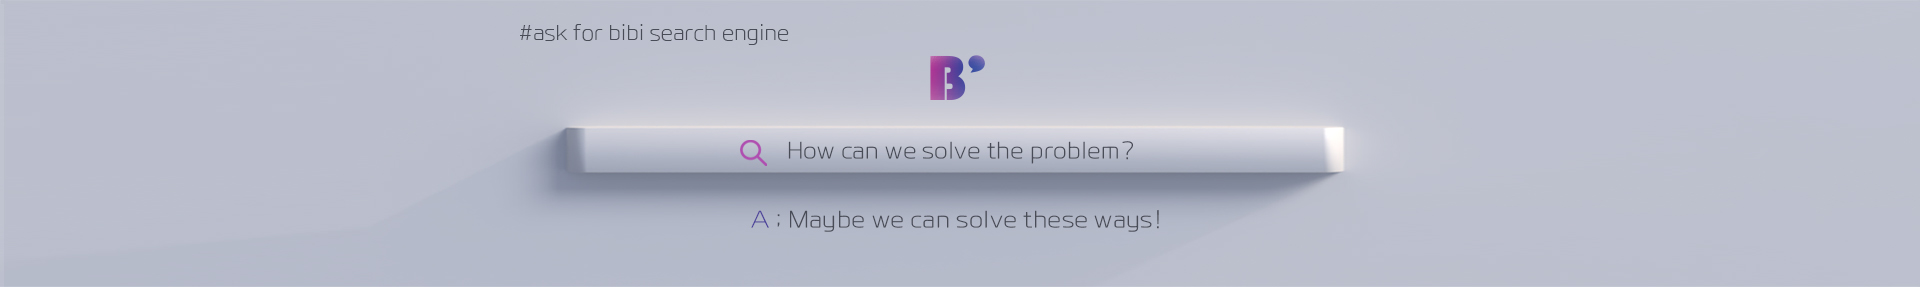 #ask for bibi search engine
B
How can we solve the problem?
A ; Maybe we can solve these ways!